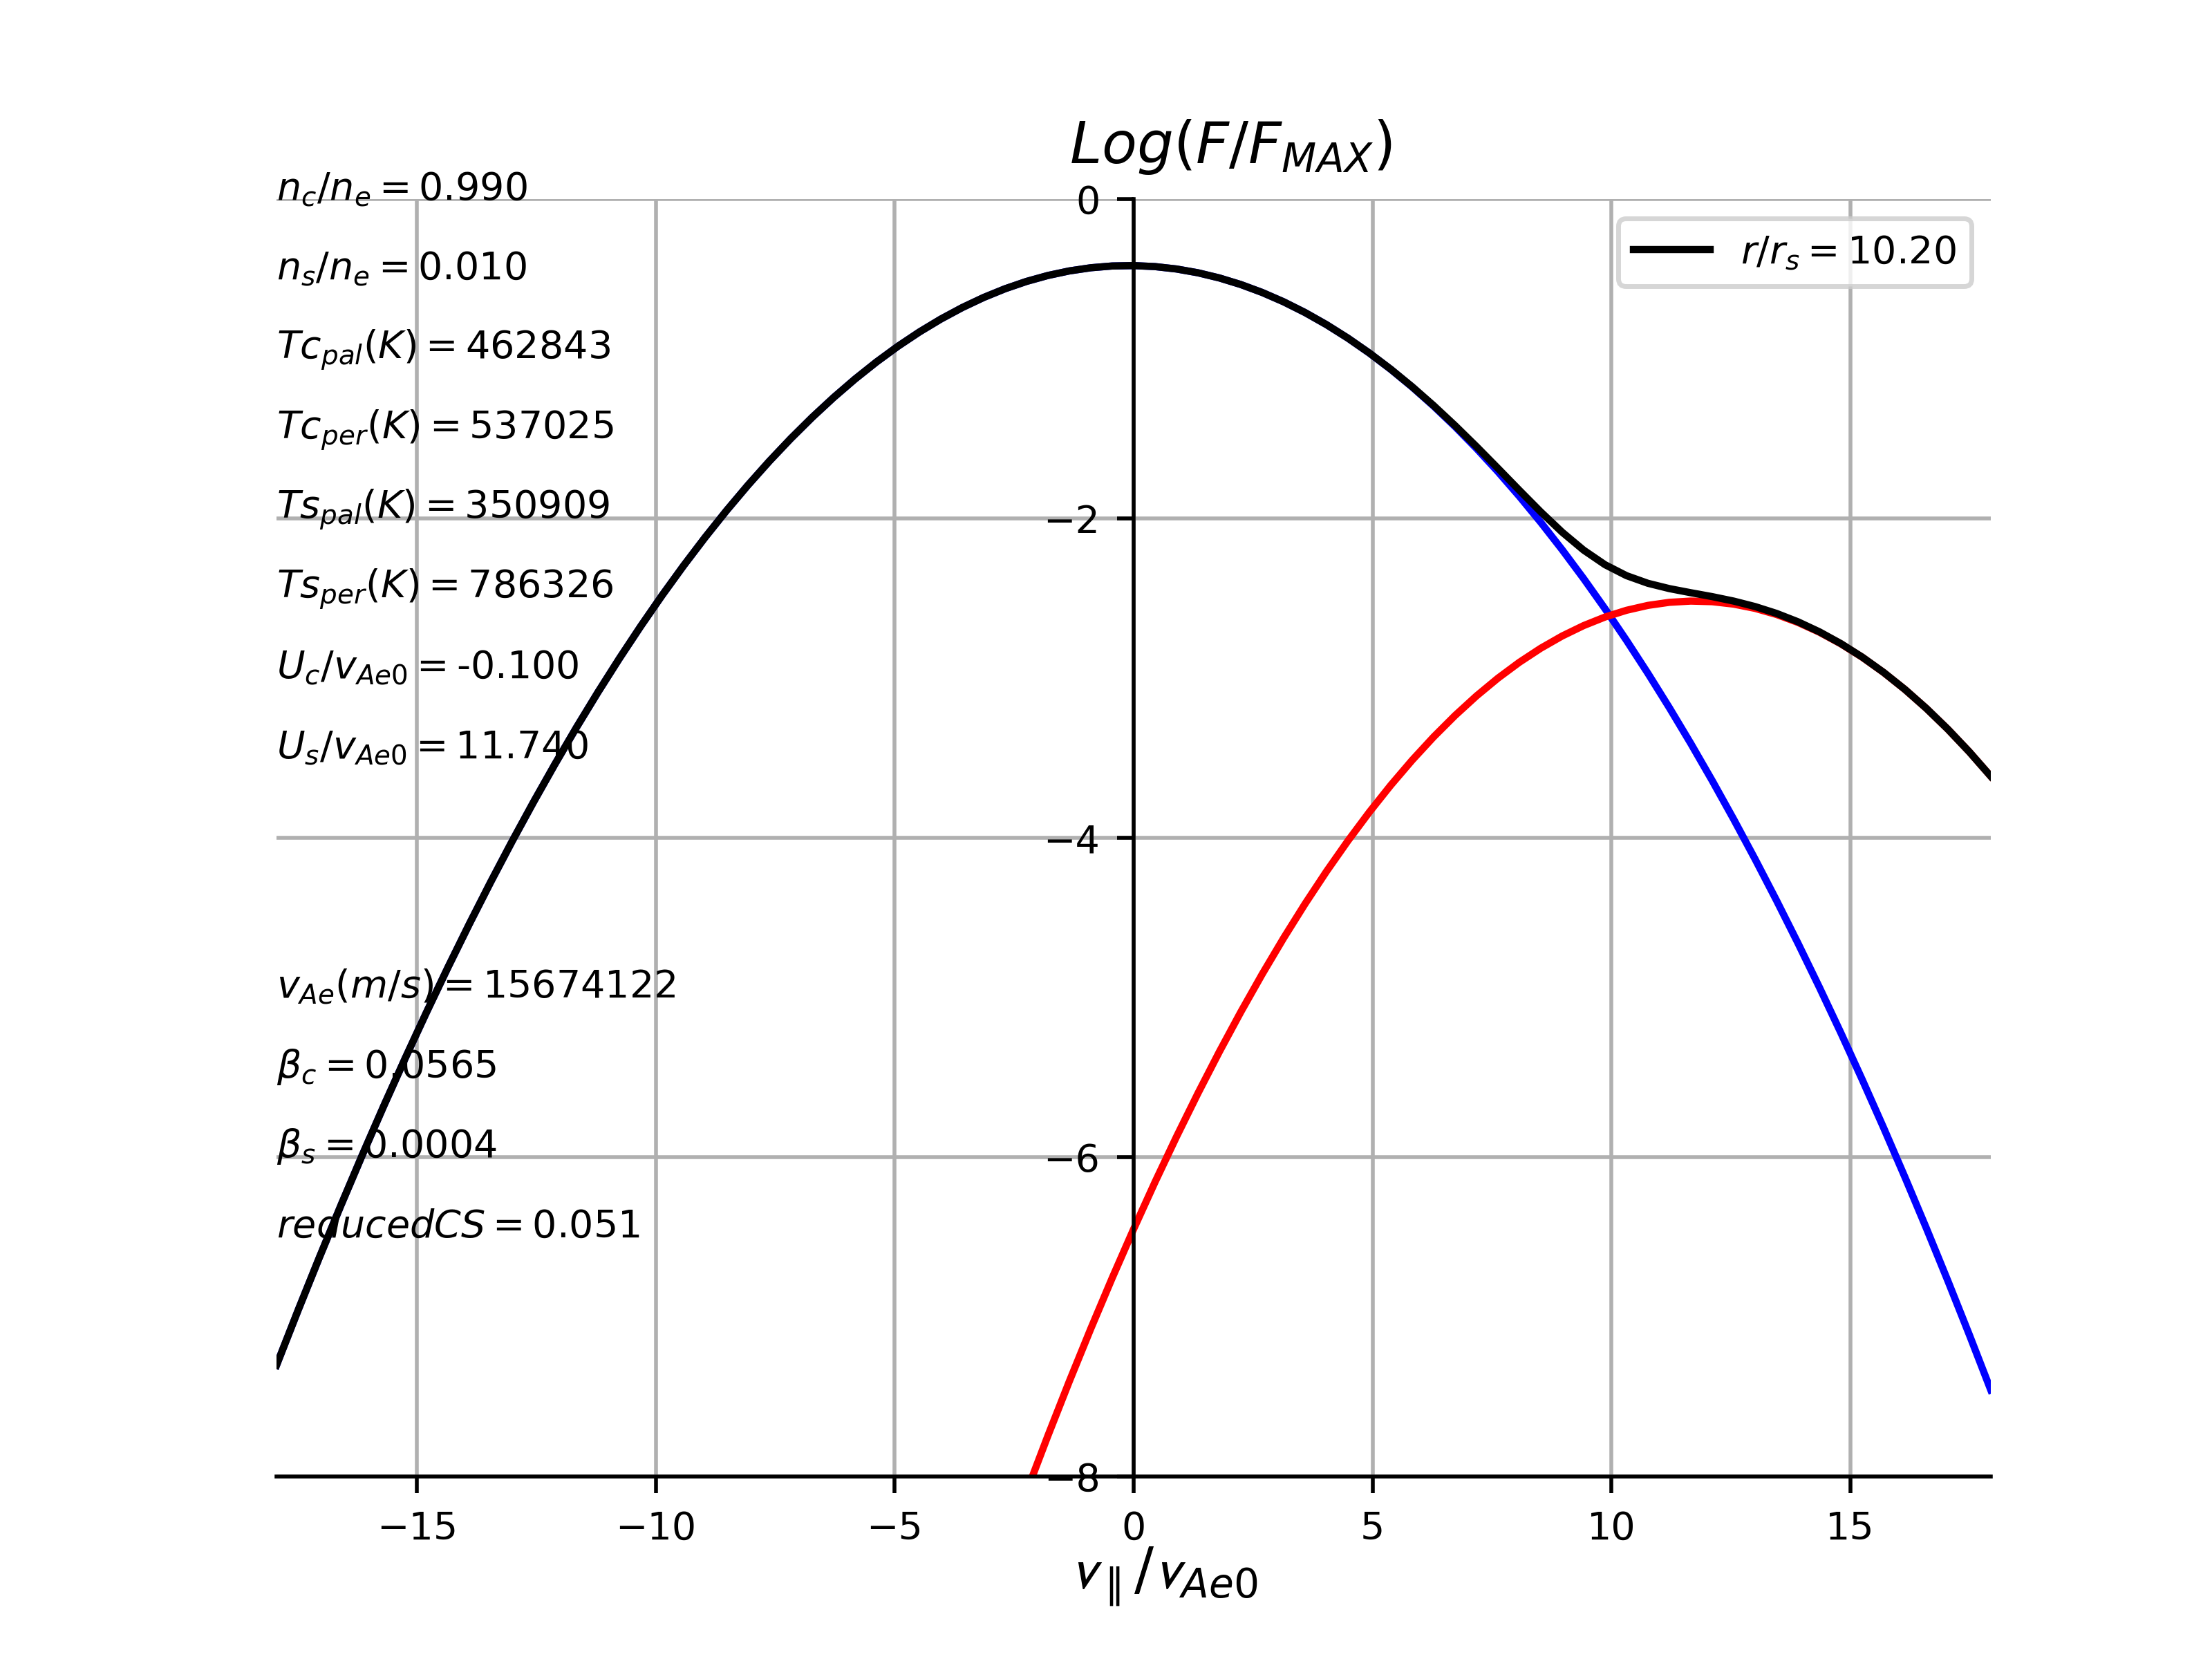 Log(F/F_MAX)
n_c/n_e = 0.990
n_s/n_e = 0.010
Tc_pal(K) = 462843
Tc_per(K) = 537025
Ts_pal(K) = 350909
Ts_per(K) = 786326
U_c/v_Ae0 = -0.100
U_s/v_Ae0 = 11.740
v_Ae(m/s) = 15674122
β_c = 0.0565
β_s = 0.0004
reducedCS = 0.051
r/r_s = 10.20
0
−2
−4
−6
−8
−15 −10 −5 0 5 10 15
v_∥/v_Ae0